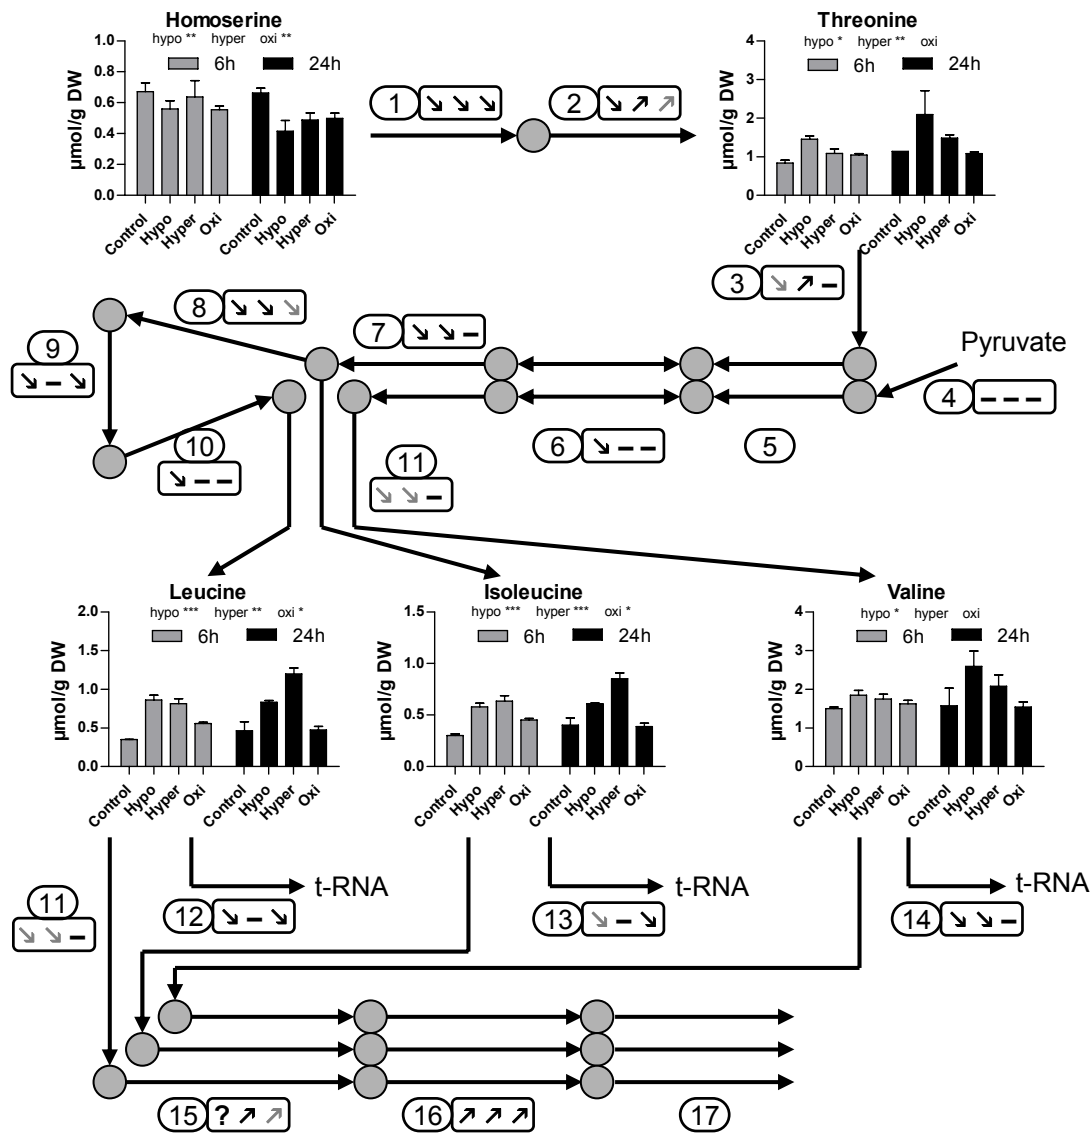 Homoserine
hypo ** hyper oxi **
6h 24h
µmol/g DW
1.0
0.8
0.6
0.4
0.2
0.0
Control Hypo Hyper Oxi Control Hypo Hyper Oxi
1 ↘ ↘ ↘
2 ↘ ↗ ↗
Threonine
hypo * hyper ** oxi
6h 24h
µmol/g DW
4
3
2
1
0
Control Hypo Hyper Oxi Control Hypo Hyper Oxi
3 ↘ ↗ –
8 ↘ ↘ ↘
7 ↘ ↘ –
Pyruvate
9
↘ – ↘
4 – – –
10
↘ – –
11
↘ ↘ –
6 ↘ – –
5
Leucine
hypo *** hyper ** oxi *
6h 24h
µmol/g DW
2.0
1.5
1.0
0.5
0.0
Control Hypo Hyper Oxi Control Hypo Hyper Oxi
Isoleucine
hypo *** hyper *** oxi *
6h 24h
µmol/g DW
1.5
1.0
0.5
0.0
Control Hypo Hyper Oxi Control Hypo Hyper Oxi
Valine
hypo * hyper oxi
6h 24h
µmol/g DW
4
3
2
1
0
Control Hypo Hyper Oxi Control Hypo Hyper Oxi
11
↘ ↘ –
t-RNA
12 ↘ – ↘
t-RNA
13 ↘ – ↘
t-RNA
14 ↘ ↘ –
15 ? ↗ ↗
16 ↗ ↗ ↗
17